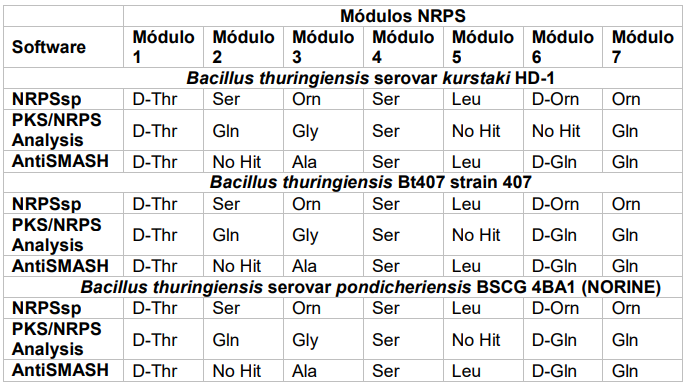 Módulos NRPS
Software Módulo 1 Módulo 2 Módulo 3 Módulo 4 Módulo 5 Módulo 6 Módulo 7
Bacillus thuringiensis serovar kurstaki HD-1
NRPSsp D-Thr Ser Orn Ser Leu D-Orn Orn
PKS/NRPS Analysis D-Thr Gln Gly Ser No Hit No Hit Gln
AntiSMASH D-Thr No Hit Ala Ser Leu D-Gln Gln
Bacillus thuringiensis Bt407 strain 407
NRPSsp D-Thr Ser Orn Ser Leu D-Orn Orn
PKS/NRPS Analysis D-Thr Gln Gly Ser No Hit D-Gln Gln
AntiSMASH D-Thr No Hit Ala Ser Leu D-Gln Gln
Bacillus thuringiensis serovar pondicheriensis BSCG 4BA1 (NORINE)
NRPSsp D-Thr Ser Orn Ser Leu D-Orn Orn
PKS/NRPS Analysis D-Thr Gln Gly Ser No Hit D-Gln Gln
AntiSMASH D-Thr No Hit Ala Ser Leu D-Gln Gln